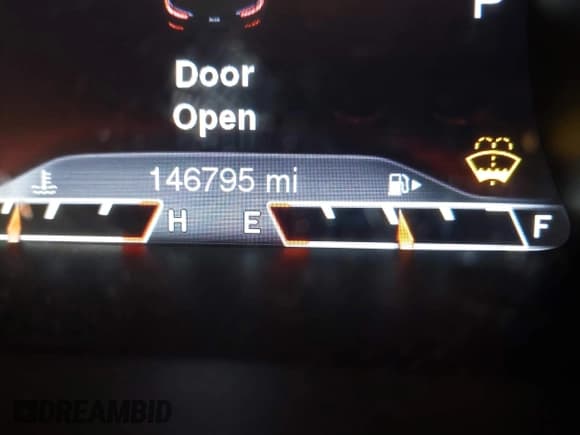 P
Door
Open
146795 mi
H E F
DREAMBID